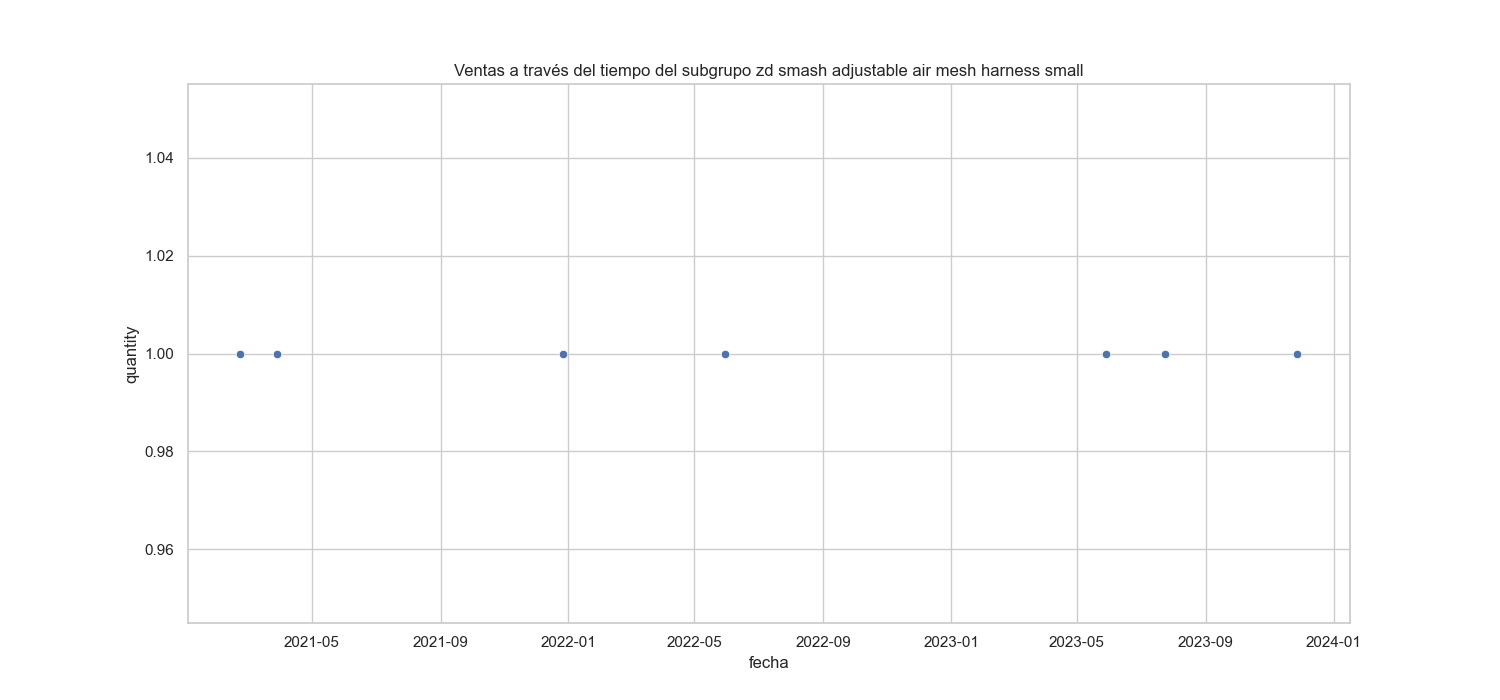 Ventas a través del tiempo del subgrupo zd smash adjustable air mesh harness small
1.04
1.02
1.00
0.98
0.96
quantity
2021-05 2021-09 2022-01 2022-05 2022-09 2023-01 2023-05 2023-09 2024-01
fecha